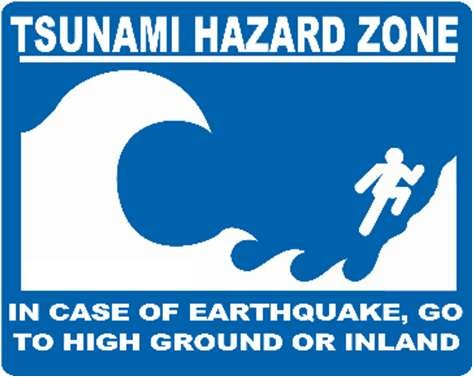 TSUNAMI HAZARD ZONE
IN CASE OF EARTHQUAKE, GO
TO HIGH GROUND OR INLAND